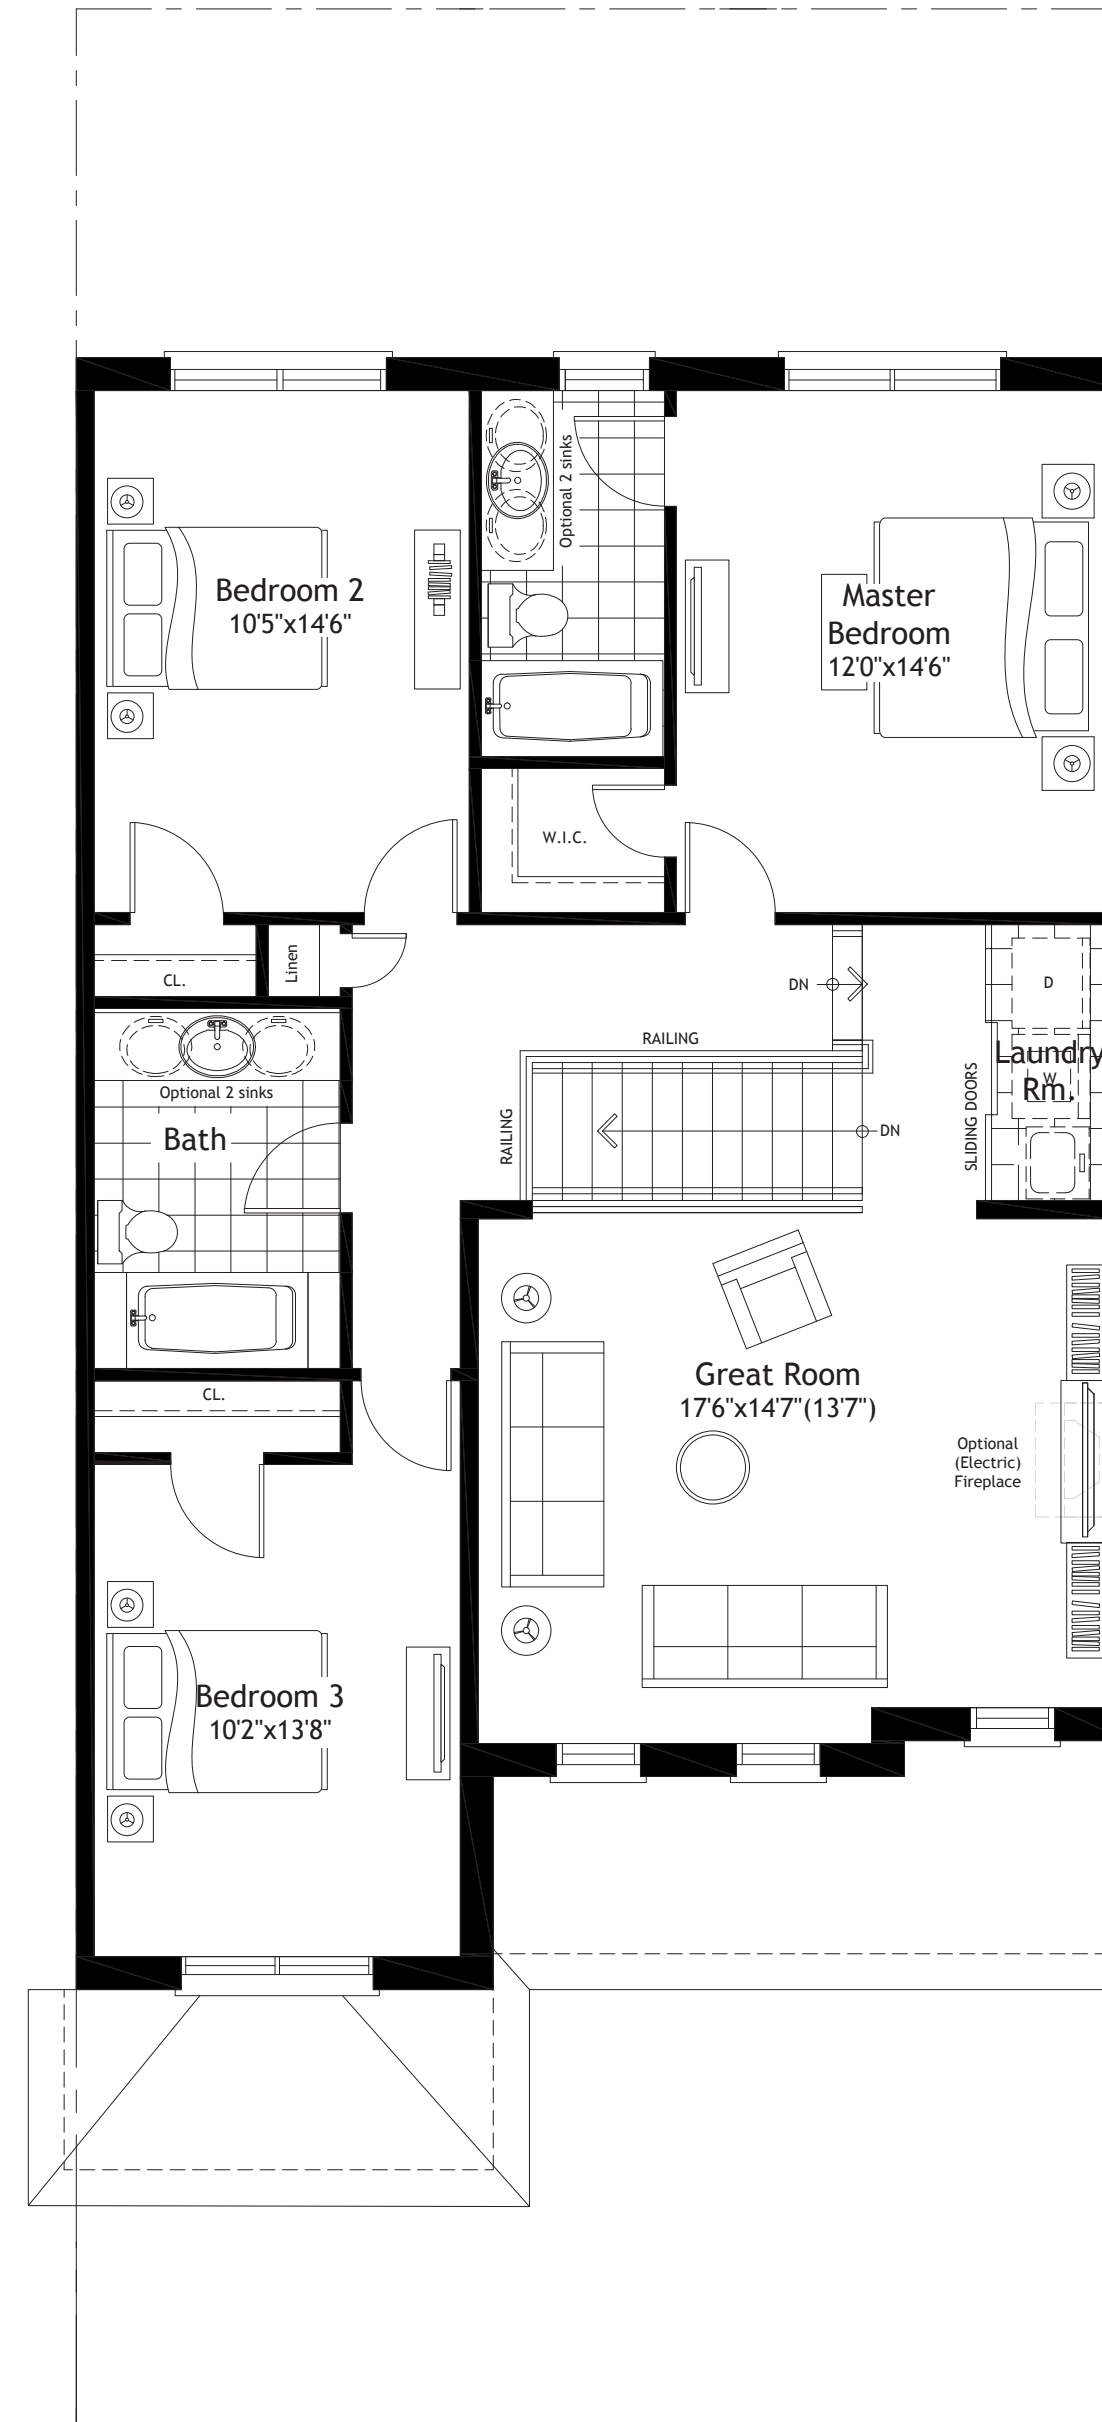 Optional 2 sinks
Bedroom 2
10'5"x14'6"
Master
Bedroom
12'0"x14'6"
W.I.C.
Linen
CL.
DN
D
RAILING
Laundry
W
Rm.
SLIDING DOORS
Optional 2 sinks
Bath
RAILING
DN
Great Room
17'6"x14'7"(13'7")
CL.
Optional
(Electric)
Fireplace
Bedroom 3
10'2"x13'8"